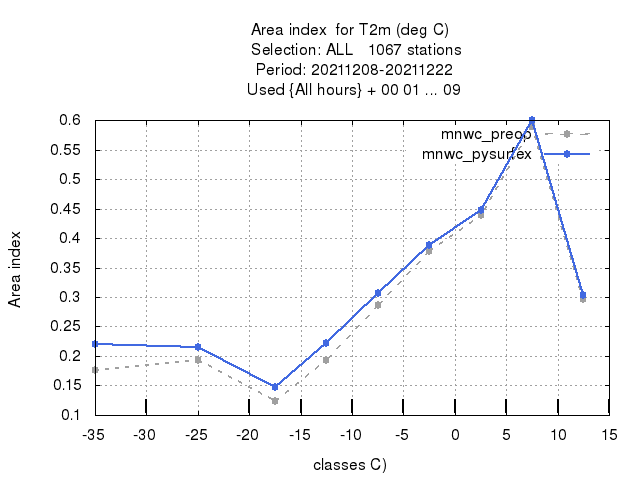 Area index  for T2m (deg C)
Selection: ALL   1067 stations
Period: 20211208-20211222
Used {All hours} + 00 01 ... 09
mnwc_preop
mnwc_pysurfex
Area index
0.6
0.55
0.5
0.45
0.4
0.35
0.3
0.25
0.2
0.15
0.1
-35 -30 -25 -20 -15 -10 -5 0 5 10 15
classes C)